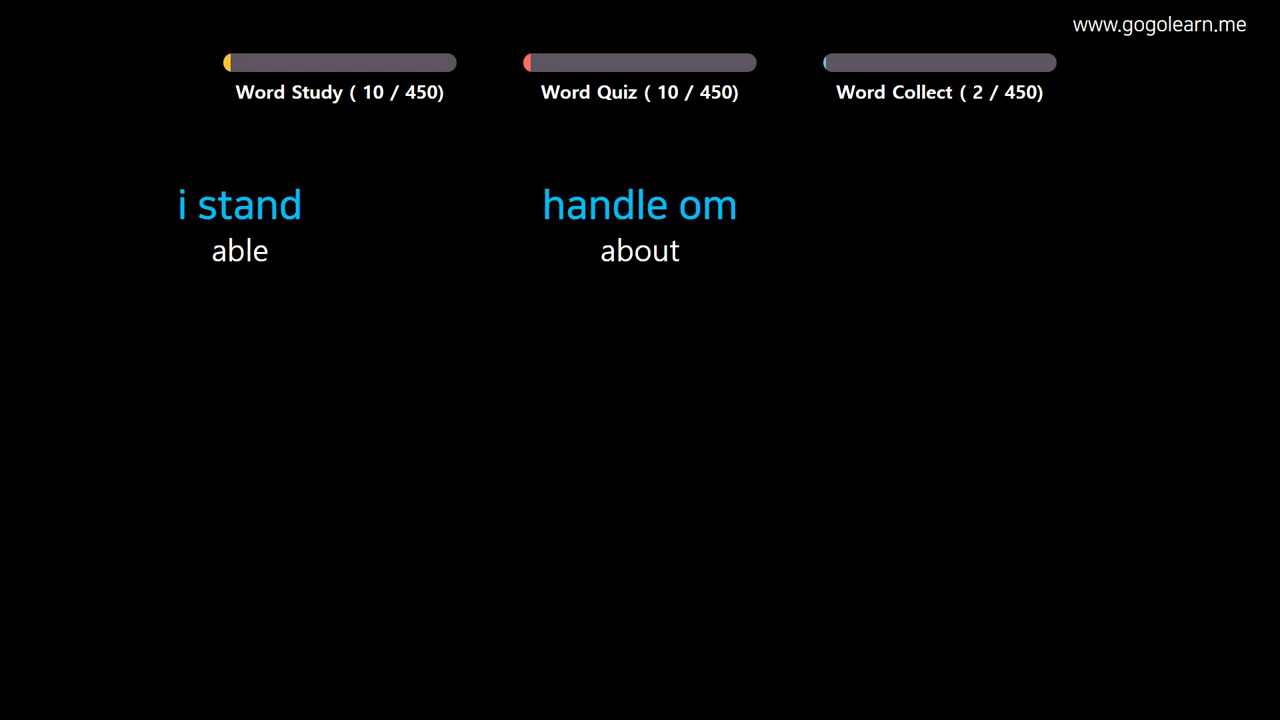 www.gogolearn.me
Word Study ( 10 / 450)
Word Quiz ( 10 / 450)
Word Collect ( 2 / 450)
i stand
able
handle om
about